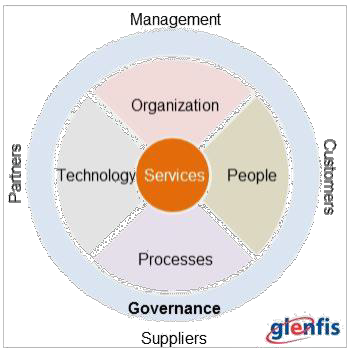 Management
Organization
Partners
Technology
Services
People
Customers
Processes
Governance
Suppliers
glenfis